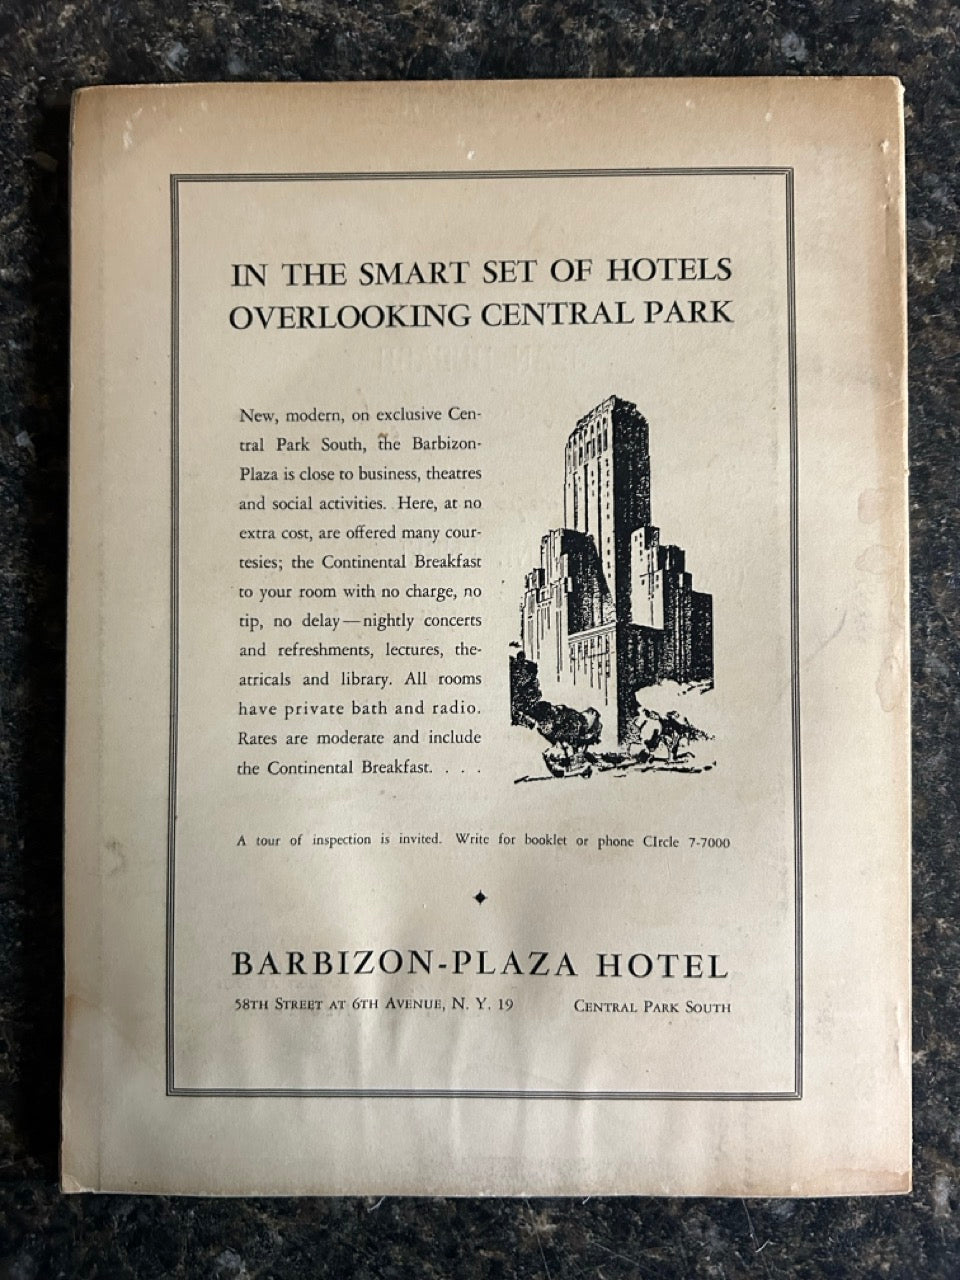 IN THE SMART SET OF HOTELS
OVERLOOKING CENTRAL PARK
New, modern, on exclusive Cen-
tral Park South, the Barbizon-
Plaza is close to business, theatres
and social activities. Here, at no
extra cost, are offered many cour-
tesies; the Continental Breakfast
to your room with no charge, no
tip, no delay—nightly concerts
and refreshments, lectures, the-
atricals and library. All rooms
have private bath and radio.
Rates are moderate and include
the Continental Breakfast. . . .
A tour of inspection is invited. Write for booklet or phone CIrcle 7-7000
BARBIZON-PLAZA HOTEL
58TH STREET AT 6TH AVENUE, N. Y. 19 CENTRAL PARK SOUTH